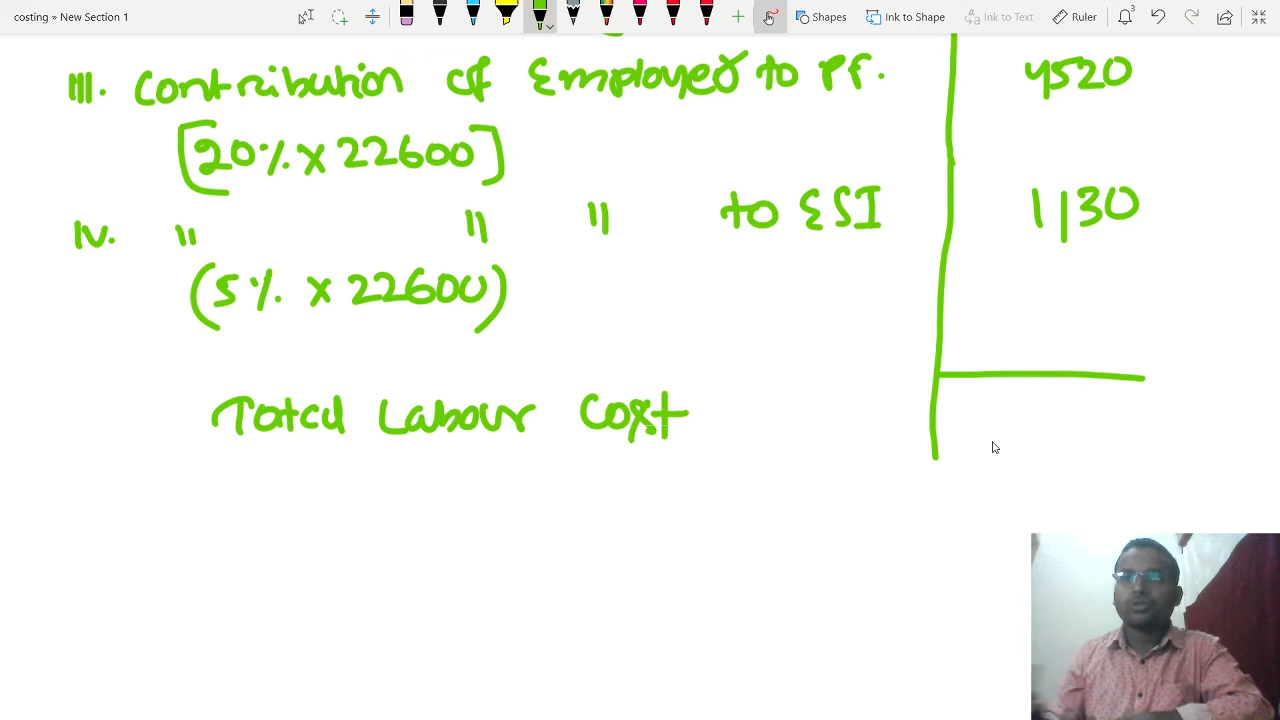 costing » New Section 1
Shapes
Ink to Shape
Ink to Text
Ruler
III. Contribution of Employer to Pf. 4520
[20% x 22600]
IV. " " " to ESI 1130
(5% x 22600)
Total Labour Cost